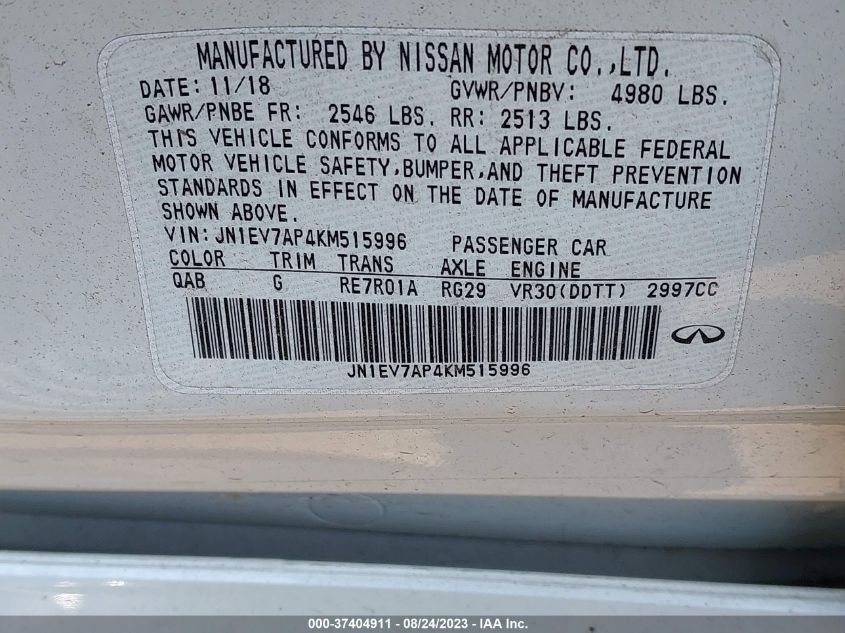 MANUFACTURED BY NISSAN MOTOR CO.,LTD.
DATE: 11/18 GVWR/PNBV: 4980 LBS.
GAWR/PNBE FR: 2546 LBS. RR: 2513 LBS.
THIS VEHICLE CONFORMS TO ALL APPLICABLE FEDERAL
MOTOR VEHICLE SAFETY,BUMPER,AND THEFT PREVENTION
STANDARDS IN EFFECT ON THE DATE OF MANUFACTURE
SHOWN ABOVE.
VIN:JN1EV7AP4KM515996 PASSENGER CAR
COLOR TRIM TRANS AXLE ENGINE
QAB G RE7R01A RG29 VR30(DDTT) 2997CC
JN1EV7AP4KM515996
000-37404911 - 08/24/2023 - IAA Inc.